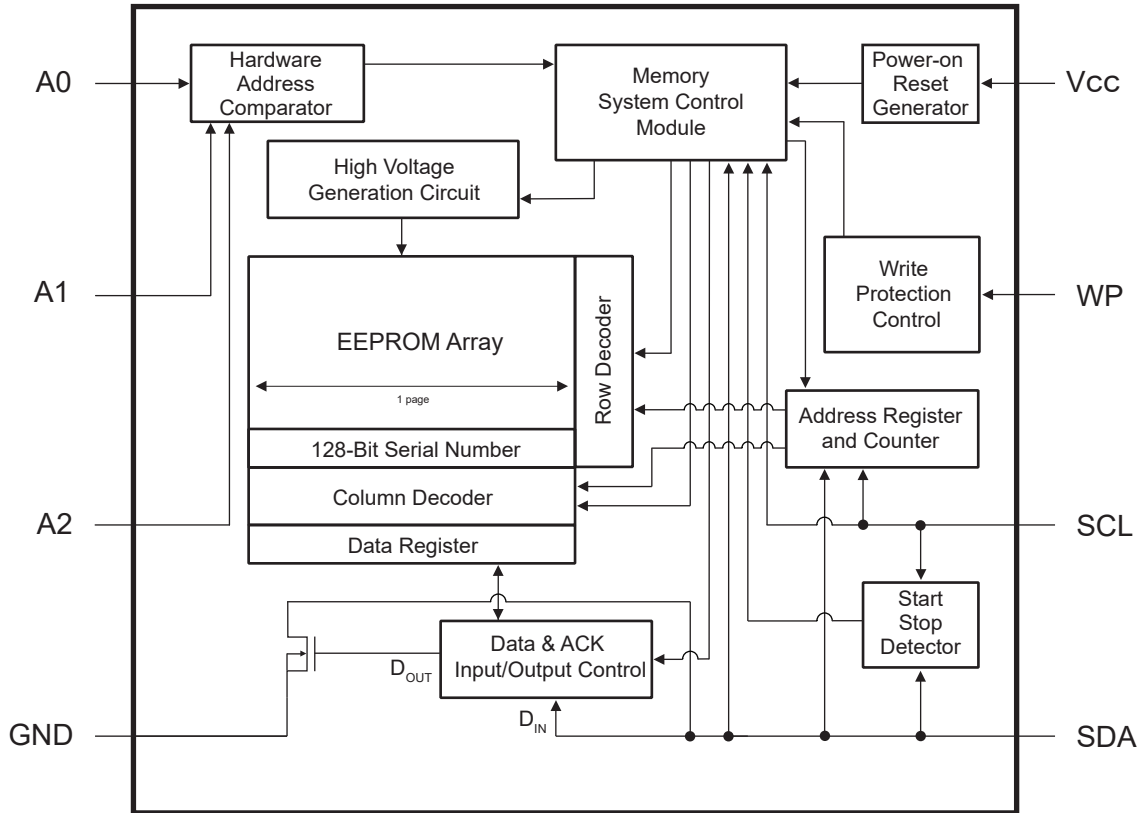 A0
Hardware
Address
Comparator
Memory
System Control
Module
Power-on
Reset
Generator
Vcc
High Voltage
Generation Circuit
A1
EEPROM Array
1 page
Row Decoder
Write
Protection
Control
WP
128-Bit Serial Number
Address Register
and Counter
Column Decoder
A2
Data Register
SCL
Start
Stop
Detector
Data & ACK
Input/Output Control
DOUT
DIN
GND
SDA